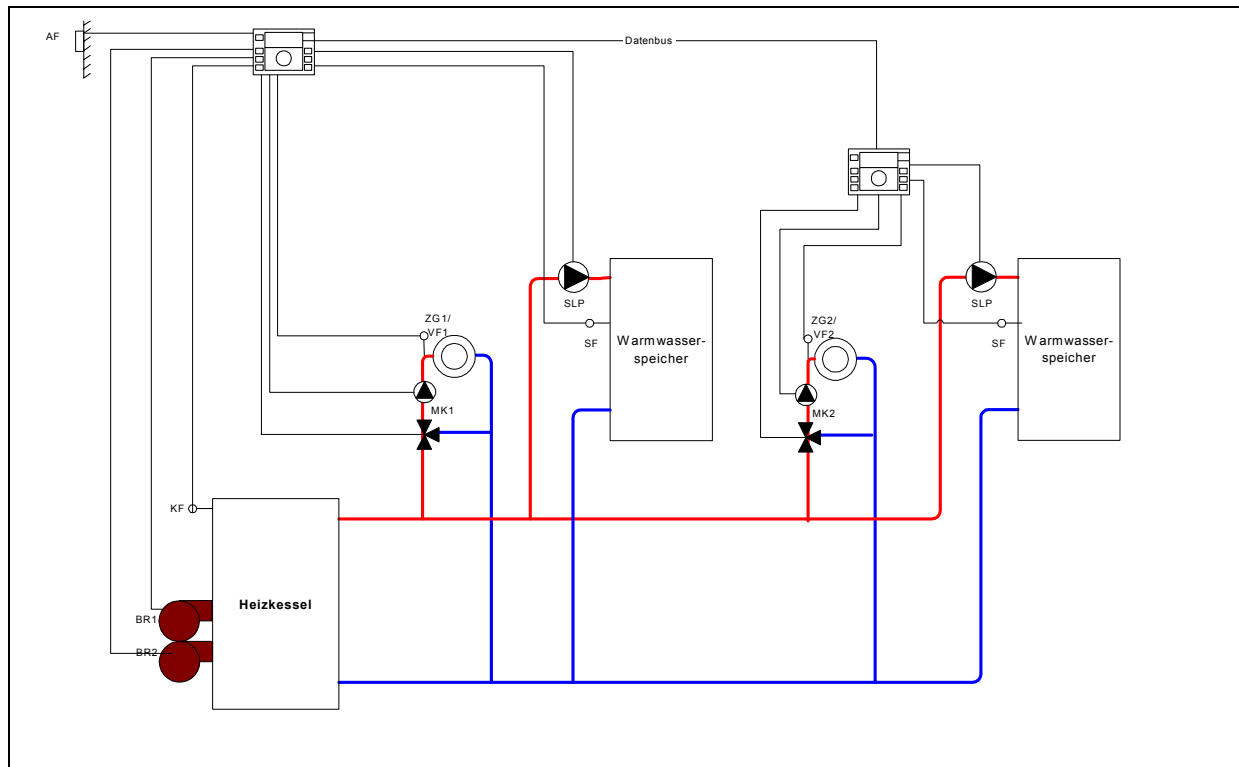 AF
Datenbus
SLP
SLP
ZG1/
VF1
SF
Warmwasser-
speicher
ZG2/
VF2
SF
Warmwasser-
speicher
MK1
MK2
KF
Heizkessel
BR1
BR2